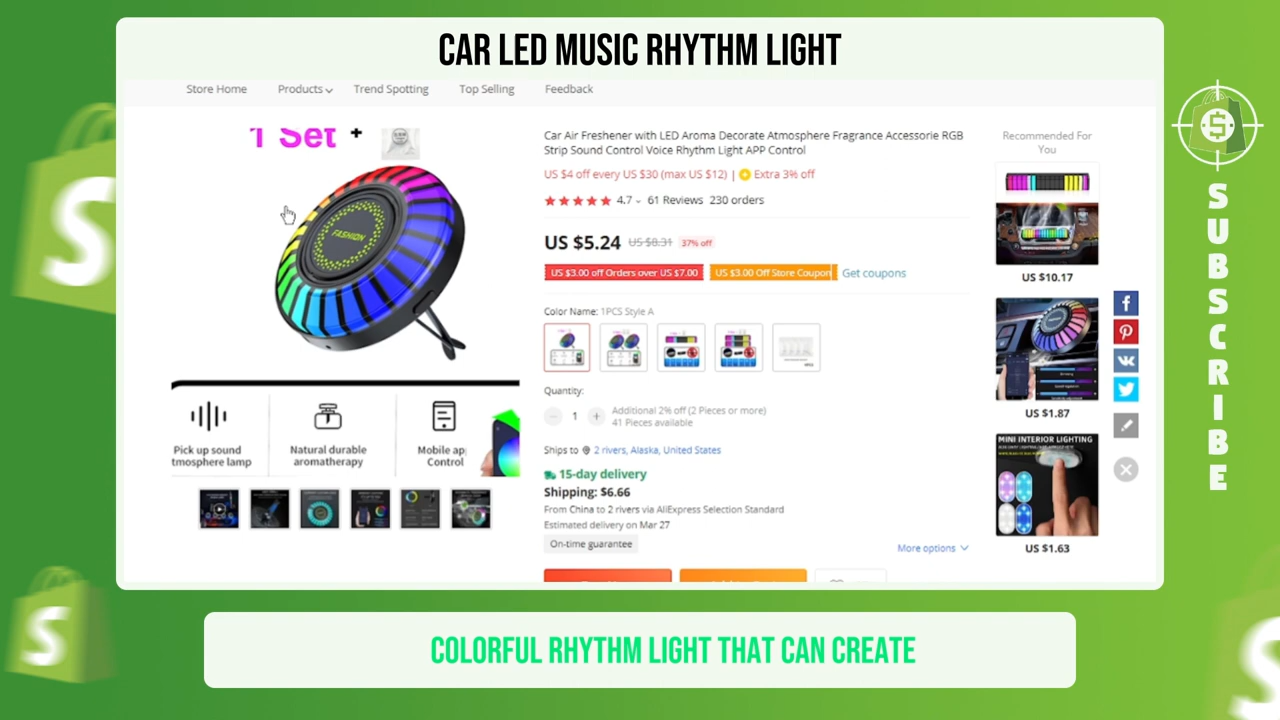 CAR LED MUSIC RHYTHM LIGHT
Store Home Products Trend Spotting Top Selling Feedback
1 Set +
FASHION
Pick up sound
tmosphere lamp
Natural durable
aromatherapy
Mobile ap
Control
Car Air Freshener with LED Aroma Decorate Atmosphere Fragrance Accessorie RGB
Strip Sound Control Voice Rhythm Light APP Control
US $4 off every US $30 (max US $12) | Extra 3% off
4.7 61 Reviews 230 orders
US $5.24 US $8.31 37% off
US $3.00 off Orders over US $7.00 US $3.00 Off Store Coupon Get coupons
Color Name: 1PCS Style A
Quantity:
1
Additional 2% off (2 Pieces or more)
41 Pieces available
Ships to 2 rivers, Alaska, United States
15-day delivery
Shipping: $6.66
From China to 2 rivers via AliExpress Selection Standard
Estimated delivery on Mar 27
On-time guarantee
More options
Recommended For
You
US $10.17
US $1.87
MINI INTERIOR LIGHTING
US $1.63
SUBSCRIBE
COLORFUL RHYTHM LIGHT THAT CAN CREATE